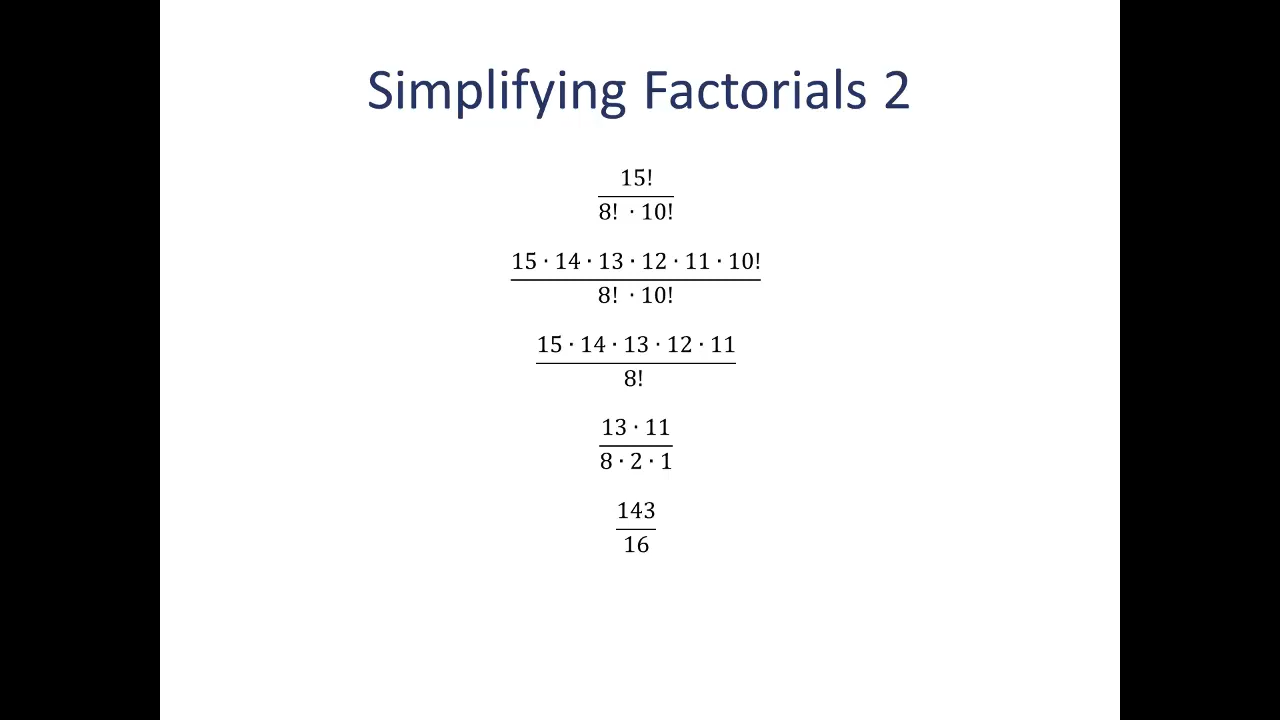 Simplifying Factorials 2
15!
8! · 10!
15 · 14 · 13 · 12 · 11 · 10!
8! · 10!
15 · 14 · 13 · 12 · 11
8!
13 · 11
8 · 2 · 1
143
16